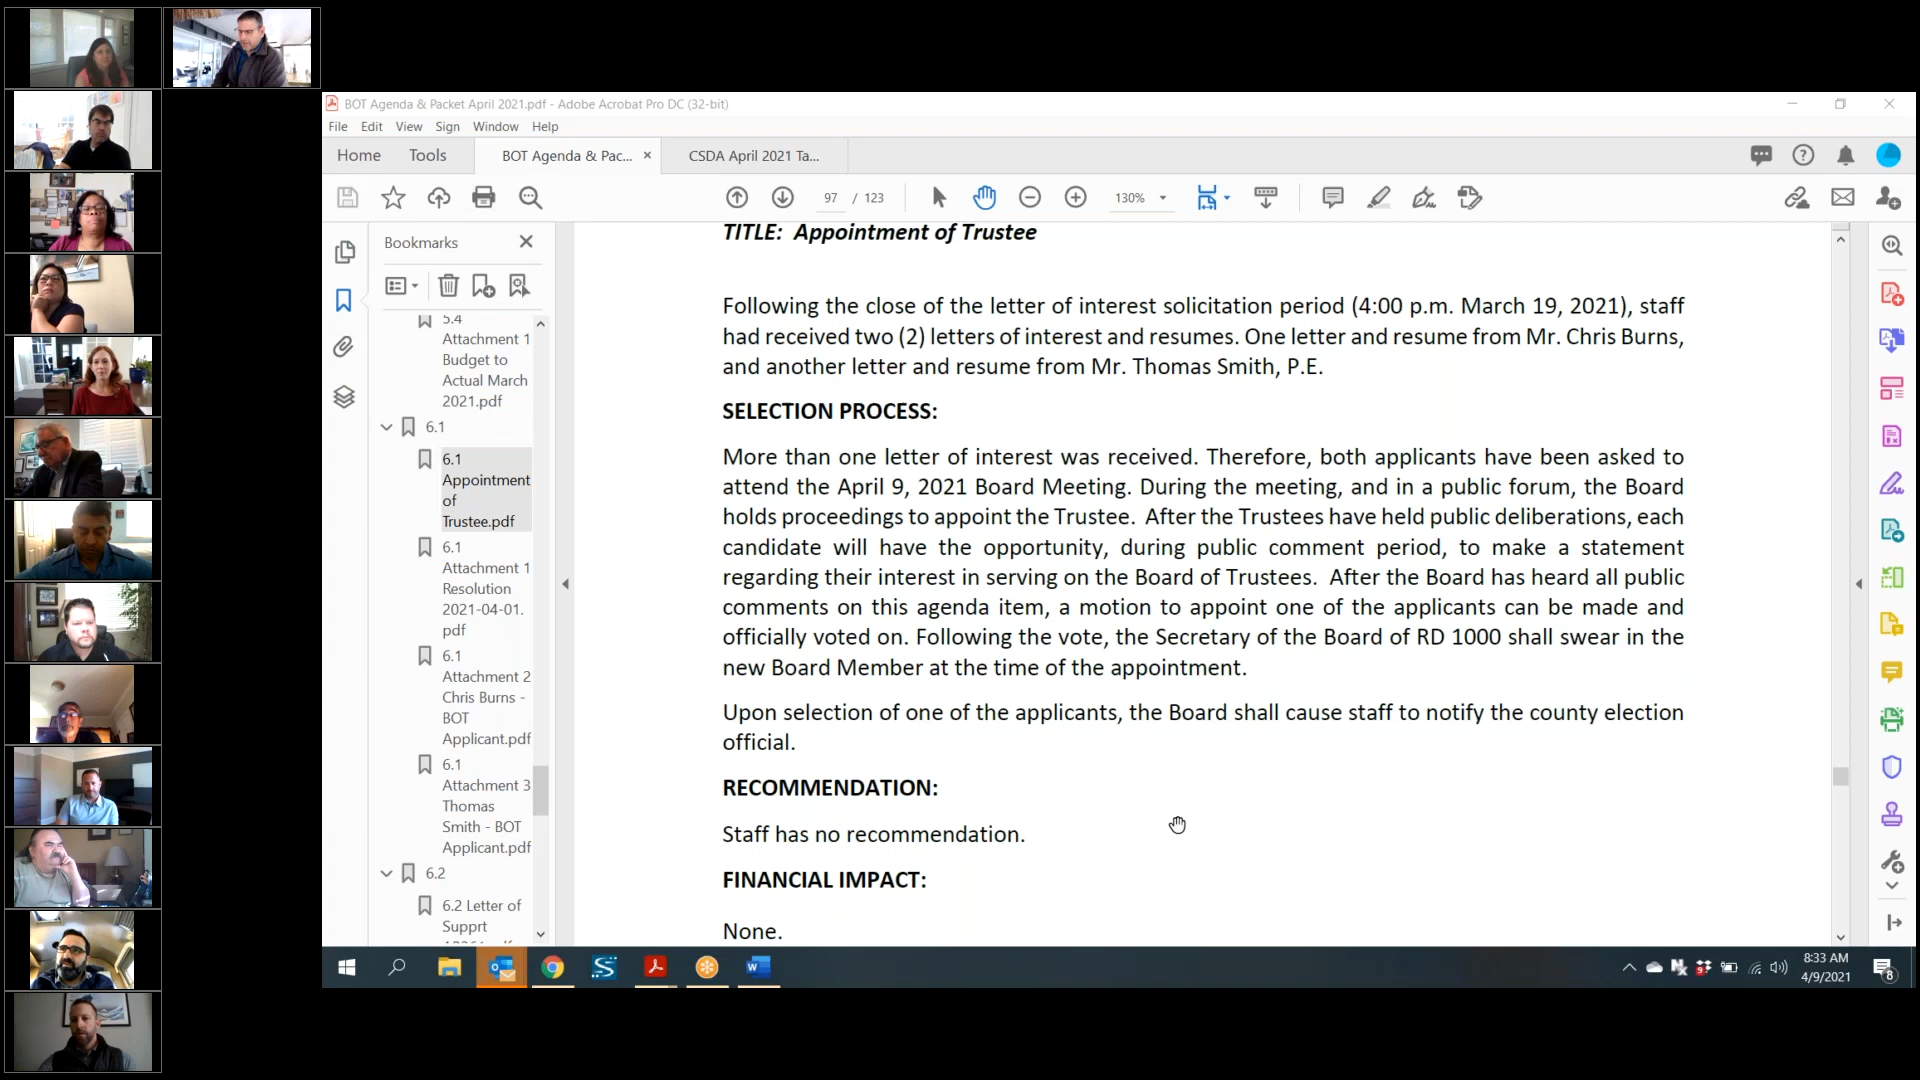 BOT Agenda & Packet April 2021.pdf - Adobe Acrobat Pro DC (32-bit)
File Edit View Sign Window Help
Home Tools BOT Agenda & Pac... × CSDA April 2021 Ta...
97 / 123 130%
Bookmarks
5.4
Attachment 1
Budget to
Actual March
2021.pdf
6.1
6.1
Appointment
of
Trustee.pdf
6.1
Attachment 1
Resolution
2021-04-01.
pdf
6.1
Attachment 2
Chris Burns -
BOT
Applicant.pdf
6.1
Attachment 3
Thomas
Smith - BOT
Applicant.pdf
6.2
6.2 Letter of
Supprt
TITLE: Appointment of Trustee
Following the close of the letter of interest solicitation period (4:00 p.m. March 19, 2021), staff
had received two (2) letters of interest and resumes. One letter and resume from Mr. Chris Burns,
and another letter and resume from Mr. Thomas Smith, P.E.
SELECTION PROCESS:
More than one letter of interest was received. Therefore, both applicants have been asked to
attend the April 9, 2021 Board Meeting. During the meeting, and in a public forum, the Board
holds proceedings to appoint the Trustee. After the Trustees have held public deliberations, each
candidate will have the opportunity, during public comment period, to make a statement
regarding their interest in serving on the Board of Trustees. After the Board has heard all public
comments on this agenda item, a motion to appoint one of the applicants can be made and
officially voted on. Following the vote, the Secretary of the Board of RD 1000 shall swear in the
new Board Member at the time of the appointment.
Upon selection of one of the applicants, the Board shall cause staff to notify the county election
official.
RECOMMENDATION:
Staff has no recommendation.
FINANCIAL IMPACT:
None.
8:33 AM
4/9/2021
8